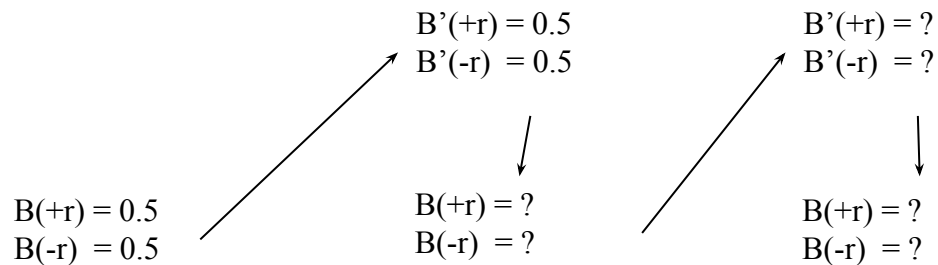 B’(+r) = 0.5
B’(-r) = 0.5
B’(+r) = ?
B’(-r) = ?
B(+r) = 0.5
B(-r) = 0.5
B(+r) = ?
B(-r) = ?
B(+r) = ?
B(-r) = ?